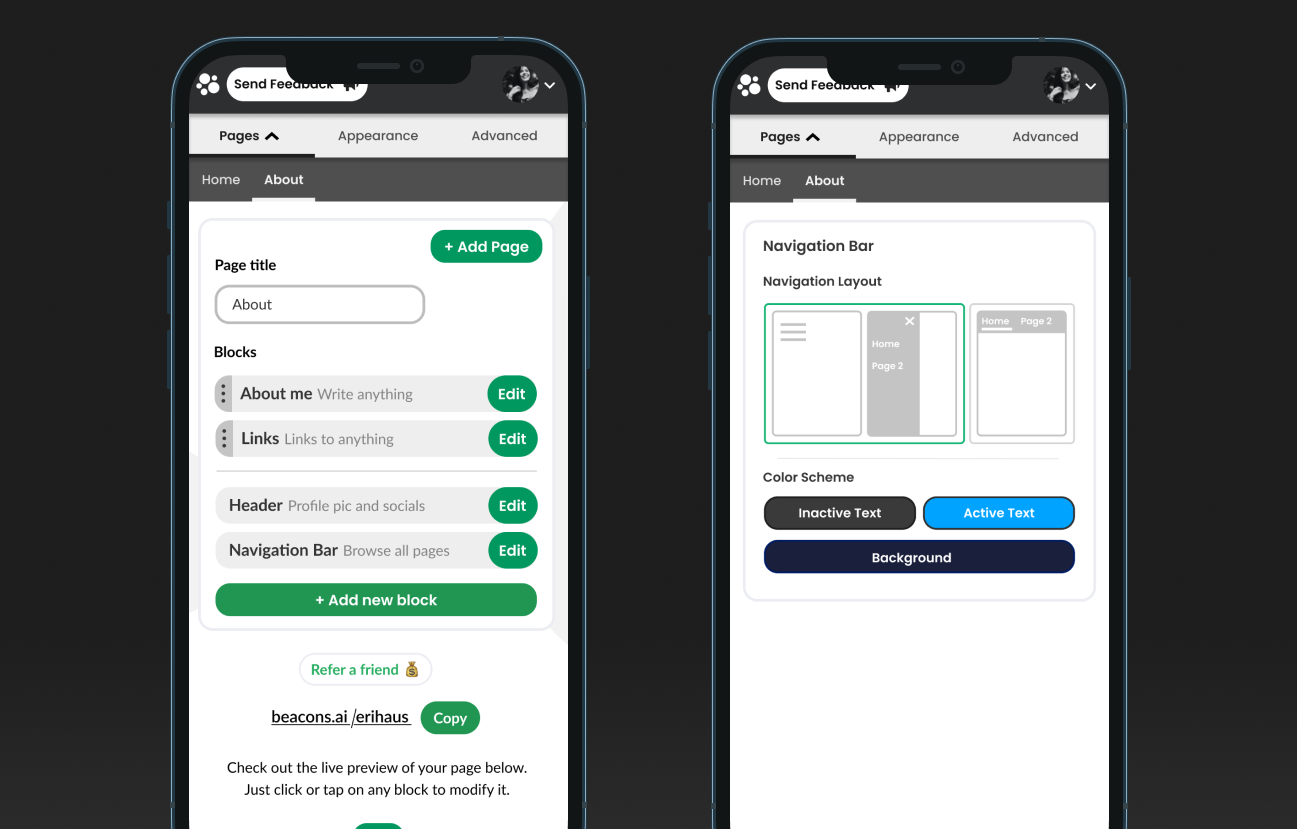 Send Feedback
Pages Appearance Advanced
Home About
+ Add Page
Page title
About
Blocks
About me Write anything Edit
Links Links to anything Edit
Header Profile pic and socials Edit
Navigation Bar Browse all pages Edit
+ Add new block
Refer a friend 💰
beacons.ai/erihaus Copy
Check out the live preview of your page below.
Just click or tap on any block to modify it.
Send Feedback
Pages Appearance Advanced
Home About
Navigation Bar
Navigation Layout
Home
Page 2
Home Page 2
Color Scheme
Inactive Text Active Text
Background